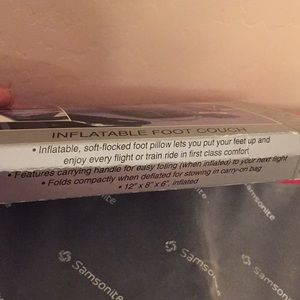 INFLATABLE FOOT COUCH
• Inflatable, soft-flocked foot pillow lets you put your feet up and
enjoy every flight or train ride in first class comfort
• Features carrying handle for easy toting (when inflated) to your next flight
• Folds compactly when deflated for stowing in carry-on bag
• 12" x 8" x 6", inflated
Samsonite
Samsonite
Samsonite